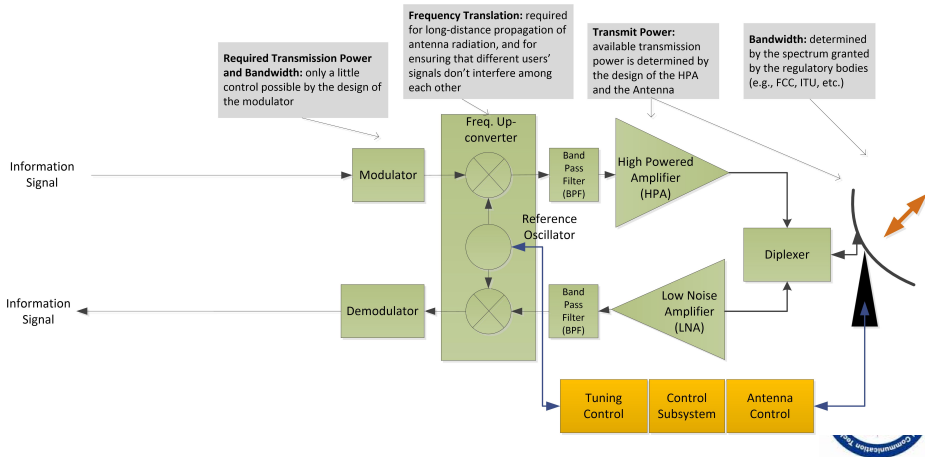 Frequency Translation: required
for long-distance propagation of
antenna radiation, and for
ensuring that different users'
signals don't interfere among
each other
Transmit Power:
available transmission
power is determined by
the design of the HPA
and the Antenna
Bandwidth: determined
by the spectrum granted
by the regulatory bodies
(e.g., FCC, ITU, etc.)
Required Transmission Power
and Bandwidth: only a little
control possible by the design of
the modulator
Freq. Up-
converter
Information
Signal
Modulator
Band
Pass
Filter
(BPF)
High Powered
Amplifier
(HPA)
Reference
Oscillator
Diplexer
Information
Signal
Demodulator
Band
Pass
Filter
(BPF)
Low Noise
Amplifier
(LNA)
Tuning
Control
Control
Subsystem
Antenna
Control
Communication